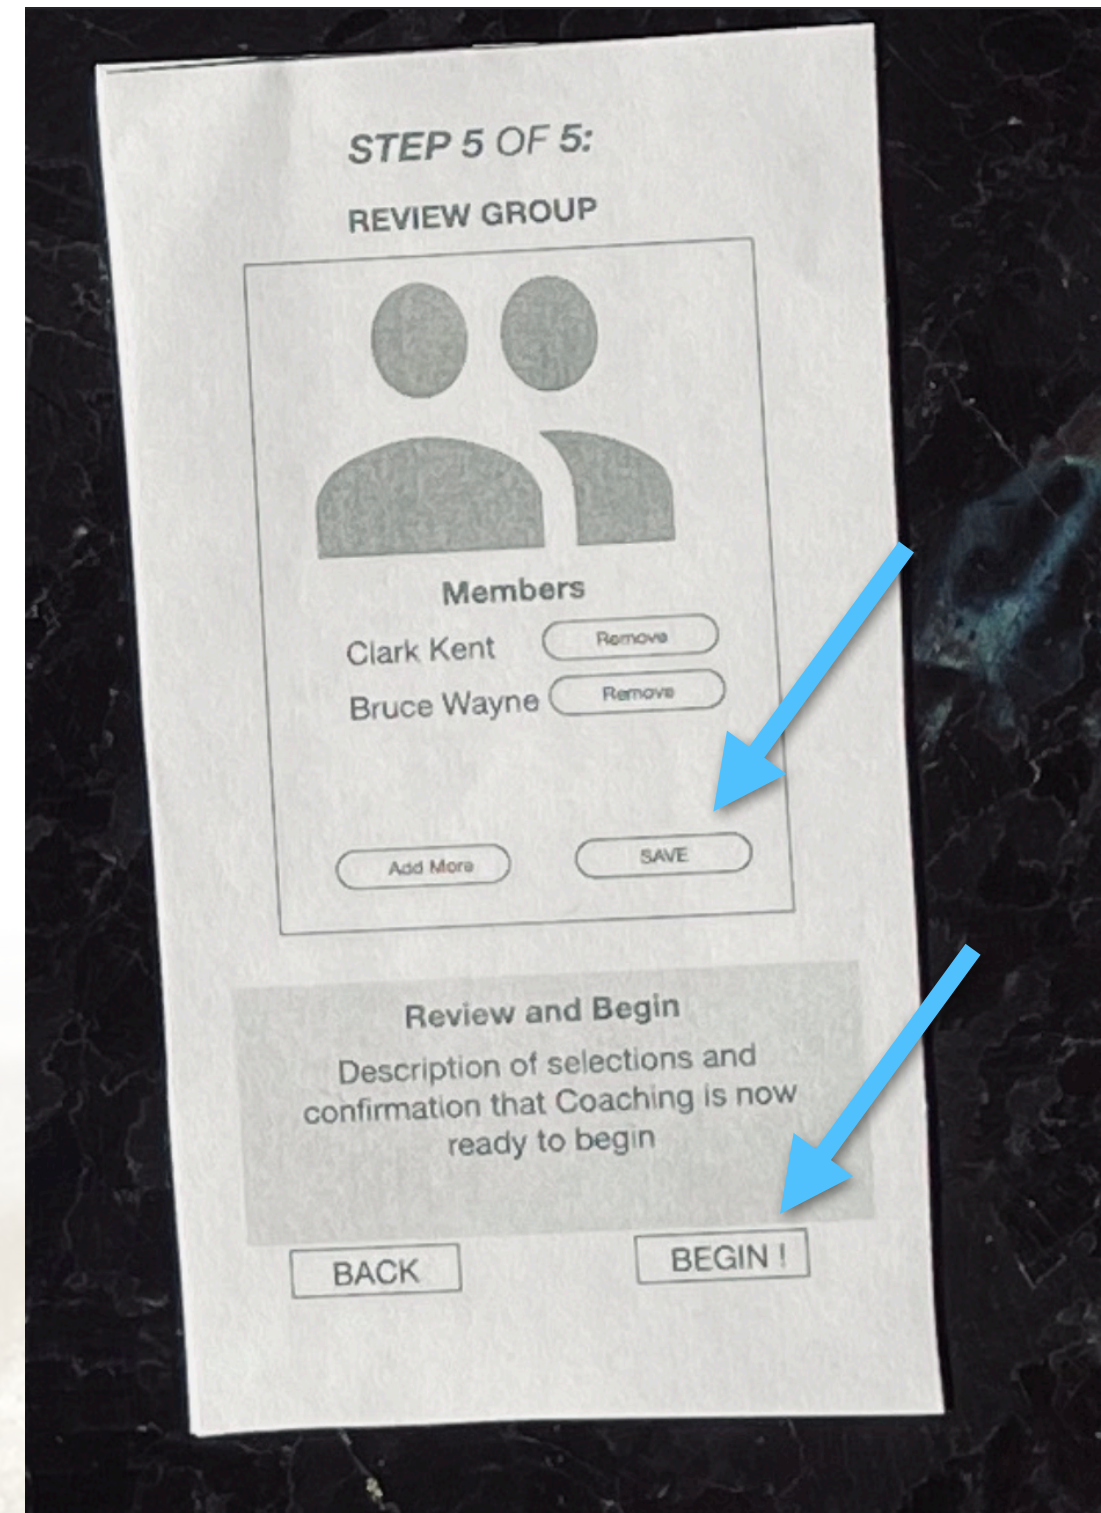 STEP 5 OF 5:
REVIEW GROUP
Members
Clark Kent Remove
Bruce Wayne Remove
Add More SAVE
Review and Begin
Description of selections and
confirmation that Coaching is now
ready to begin
BACK BEGIN !